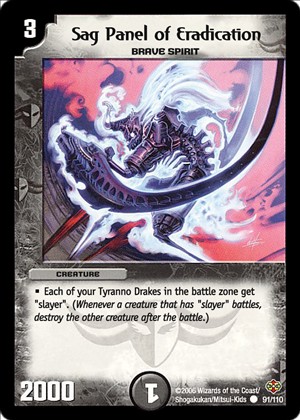 3
Sag Panel of Eradication
BRAVE SPIRIT
CREATURE
▪ Each of your Tyranno Drakes in the battle zone get
"slayer". (Whenever a creature that has "slayer" battles,
destroy the other creature after the battle.)
2000
1
©2006 Wizards of the Coast/
Shogakukan/Mitsui-Kids ● 91/110